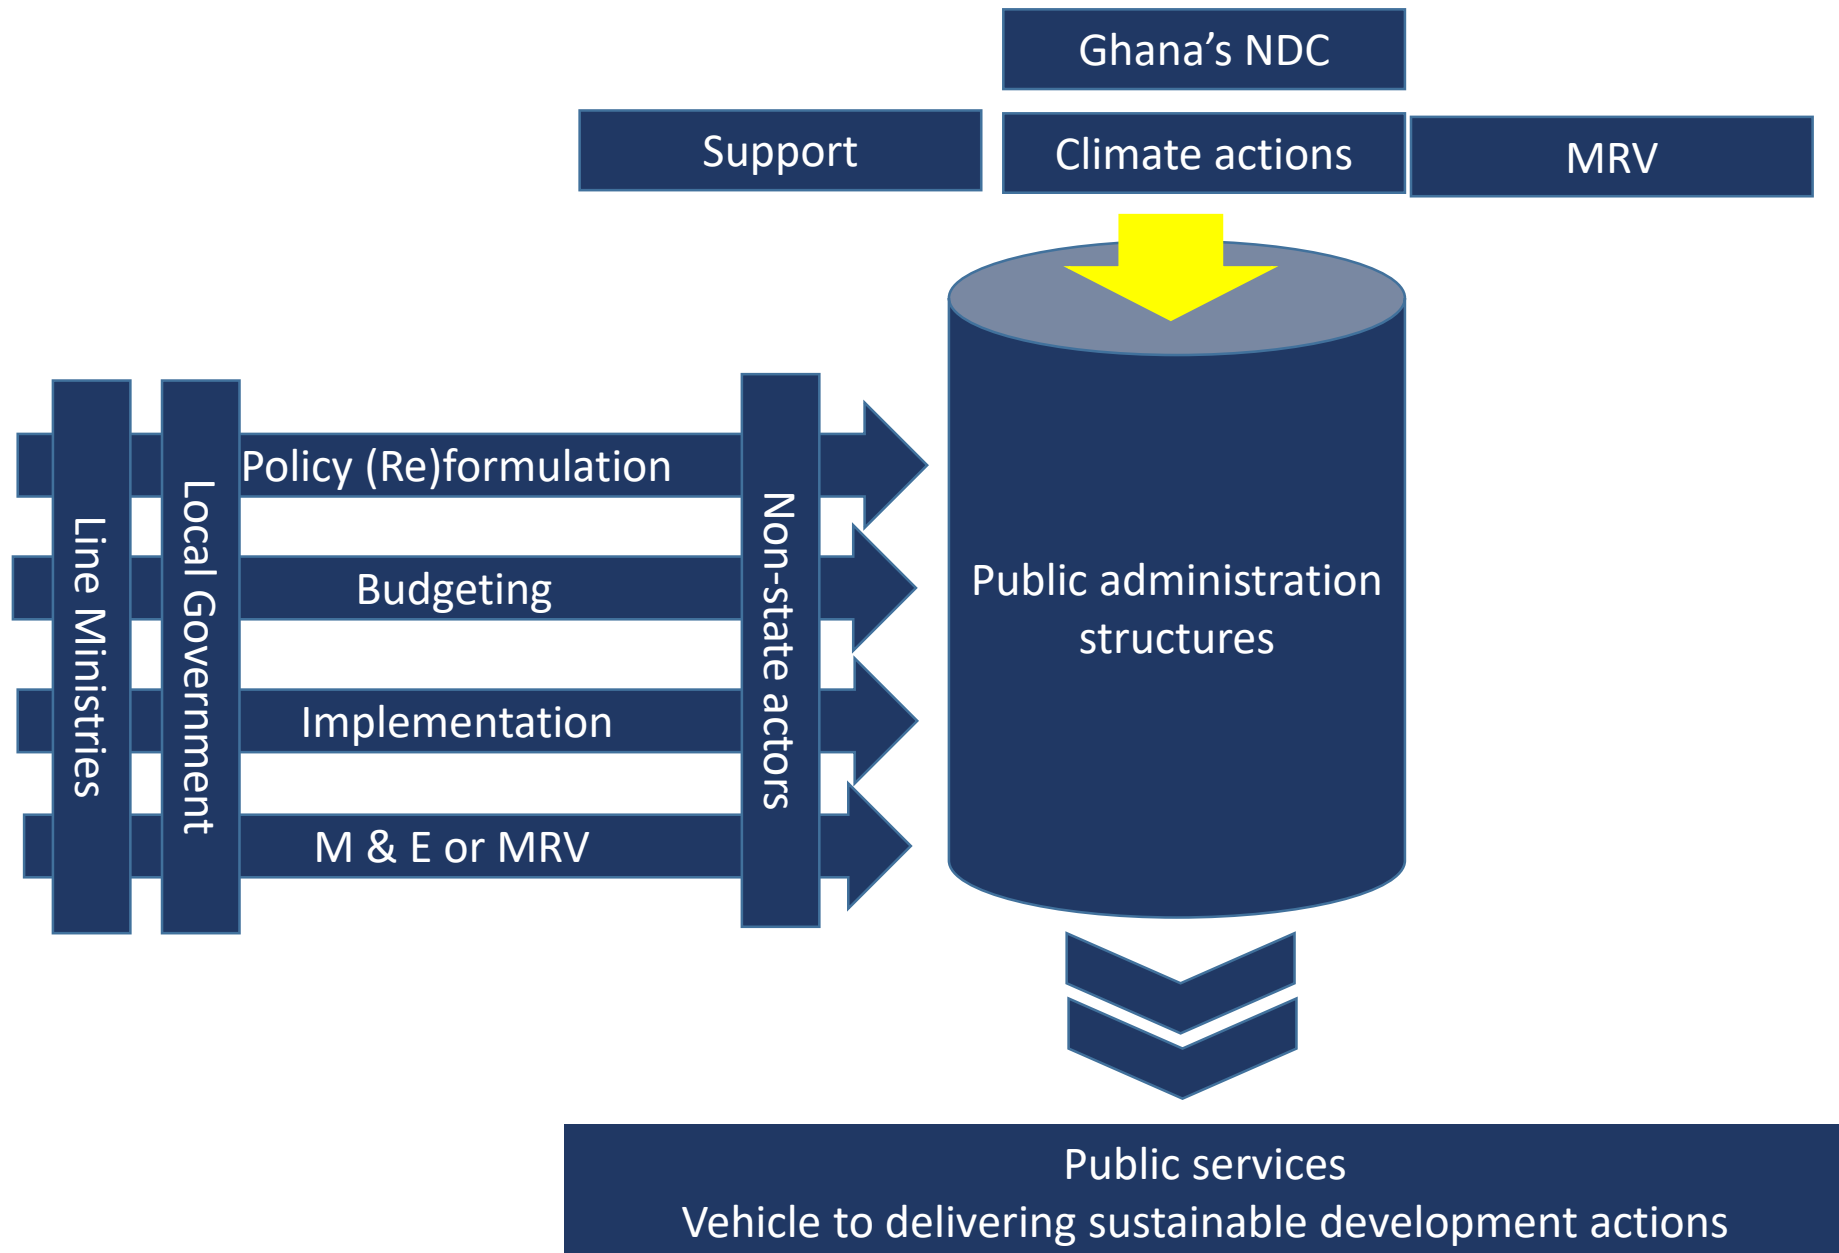 Ghana’s NDC
Support
Climate actions
MRV
Line Ministries
Local Government
Policy (Re)formulation
Budgeting
Implementation
M & E or MRV
Non-state actors
Public administration
structures
Public services
Vehicle to delivering sustainable development actions